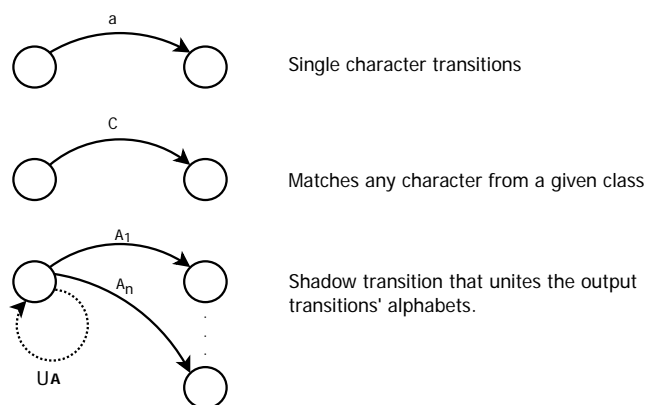 a
Single character transitions
C
Matches any character from a given class
A1
An
Shadow transition that unites the output
transitions' alphabets.
UA